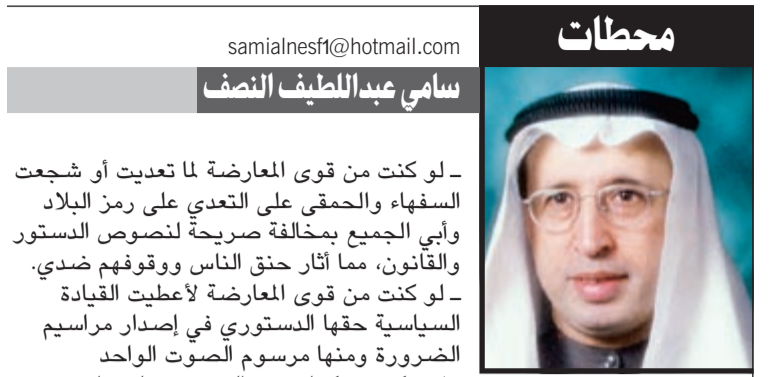 محطات
samialnesf1@hotmail.com
سامي عبداللطيف النصف
ـ لو كنت من قوى المعارضة لما تعديت أو شجعت
السفهاء والحمقى على التعدي على رمز البلاد
وأبي الجميع بمخالفة صريحة لنصوص الدستور
والقانون، مما أثار حنق الناس ووقوفهم ضدي.
ـ لو كنت من قوى المعارضة لأعطيت القيادة
السياسية حقها الدستوري في إصدار مراسيم
الضرورة ومنها مرسوم الصوت الواحد